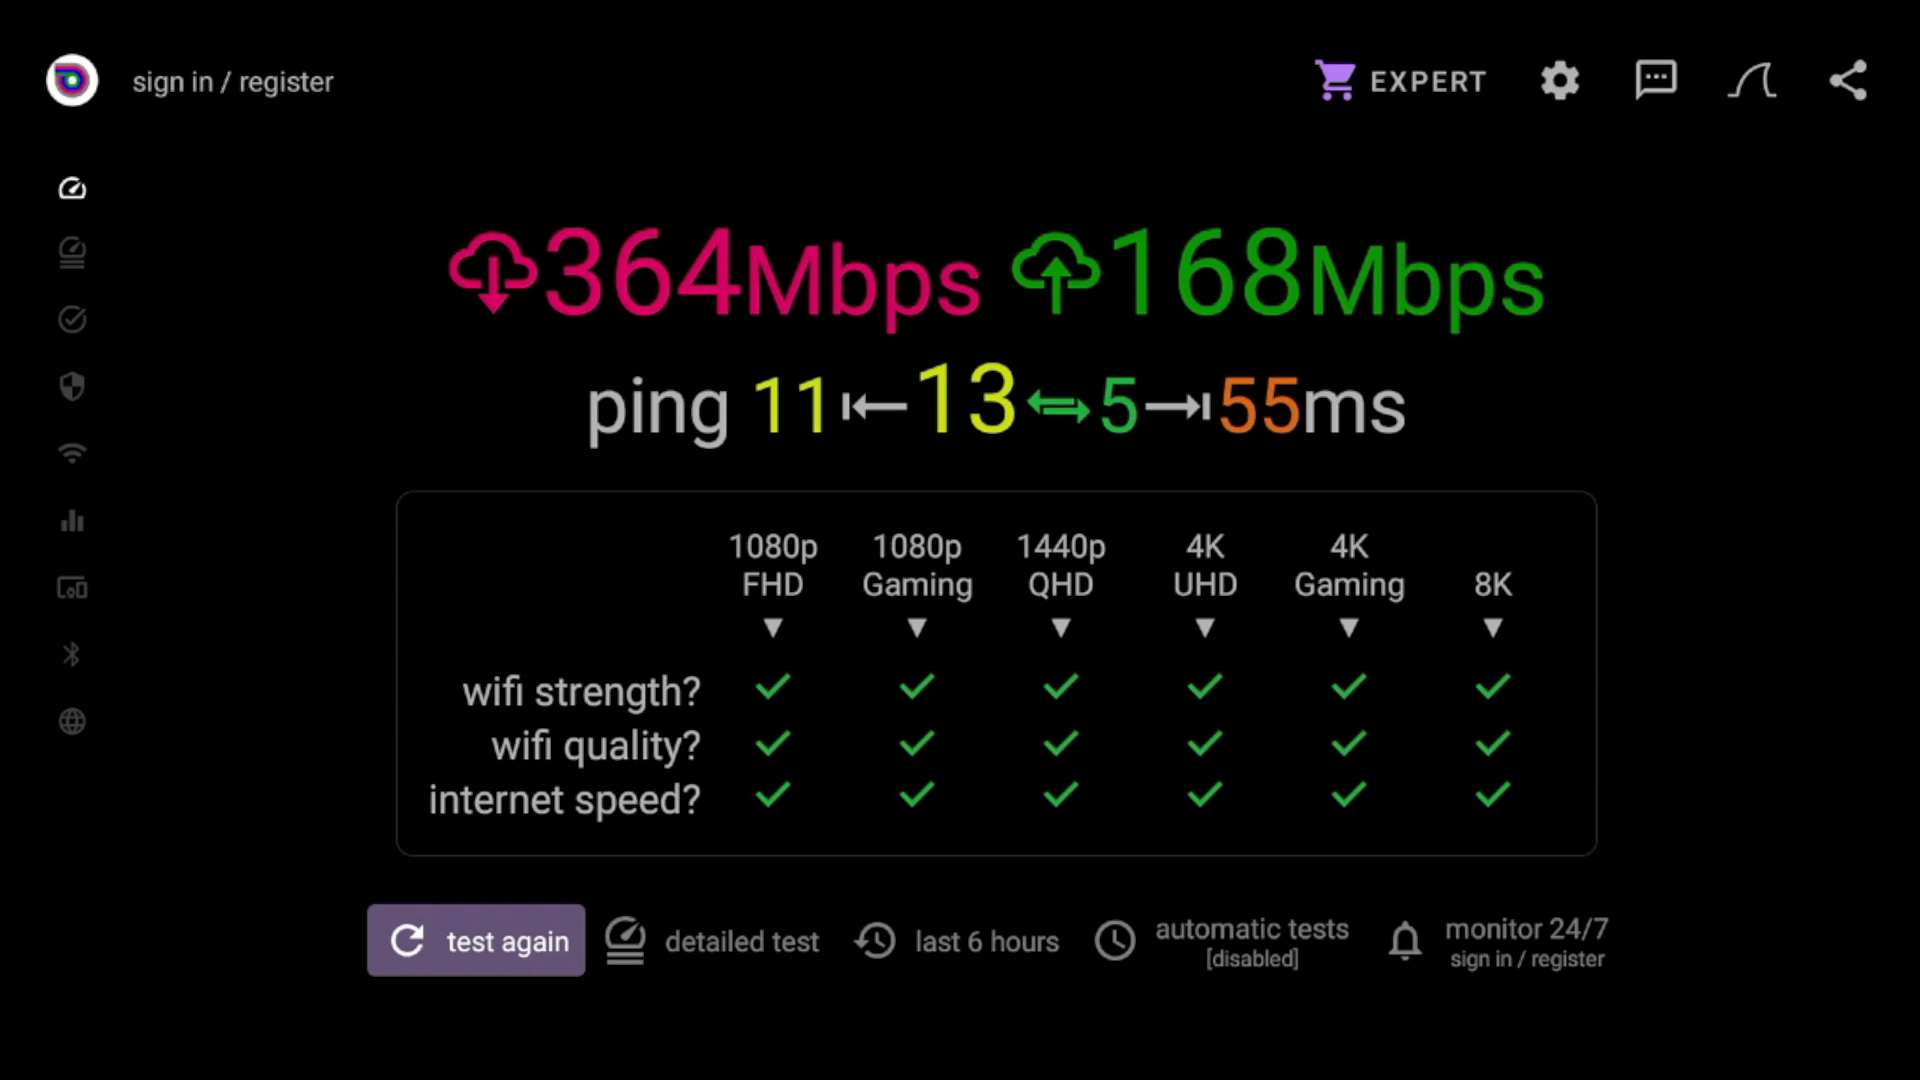 sign in / register
EXPERT
364Mbps 168Mbps
ping 11 13 5 55ms
1080p FHD
1080p Gaming
1440p QHD
4K UHD
4K Gaming
8K
wifi strength?
wifi quality?
internet speed?
test again
detailed test
last 6 hours
automatic tests
[disabled]
monitor 24/7
sign in / register